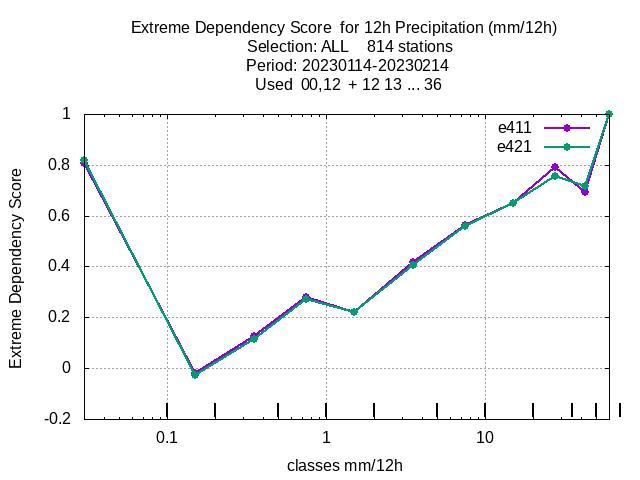 Extreme Dependency Score  for 12h Precipitation (mm/12h)
Selection: ALL    814 stations
Period: 20230114-20230214
Used  00,12  + 12 13 ... 36
e411
e421
Extreme Dependency Score
1
0.8
0.6
0.4
0.2
0
-0.2
0.1 1 10
classes mm/12h